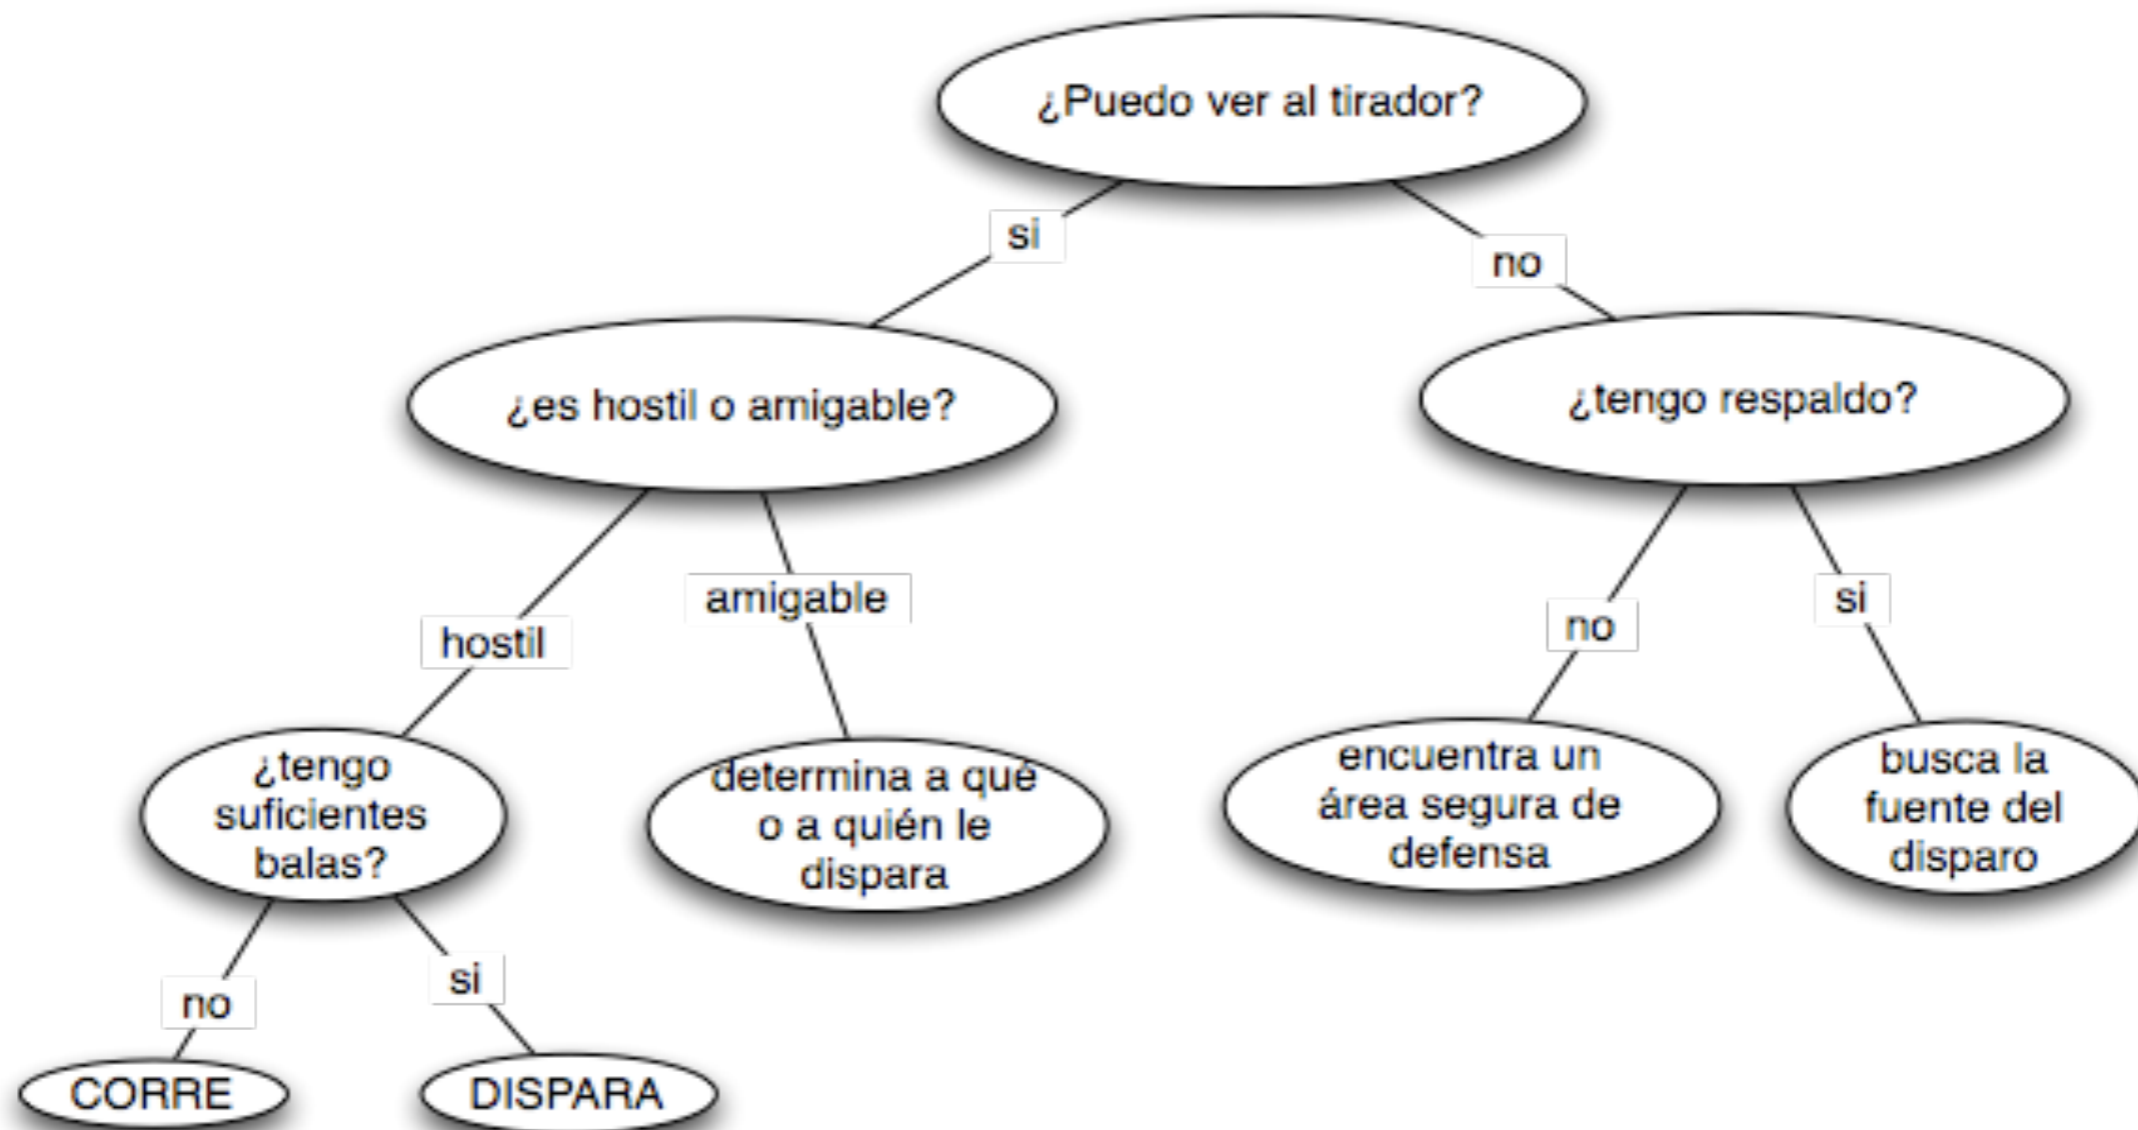 ¿Puedo ver al tirador?
si
no
¿es hostil o amigable?
¿tengo respaldo?
hostil
amigable
no
si
¿tengo
suficientes
balas?
determina a qué
o a quién le
dispara
encuentra un
área segura de
defensa
busca la
fuente del
disparo
no
si
CORRE
DISPARA